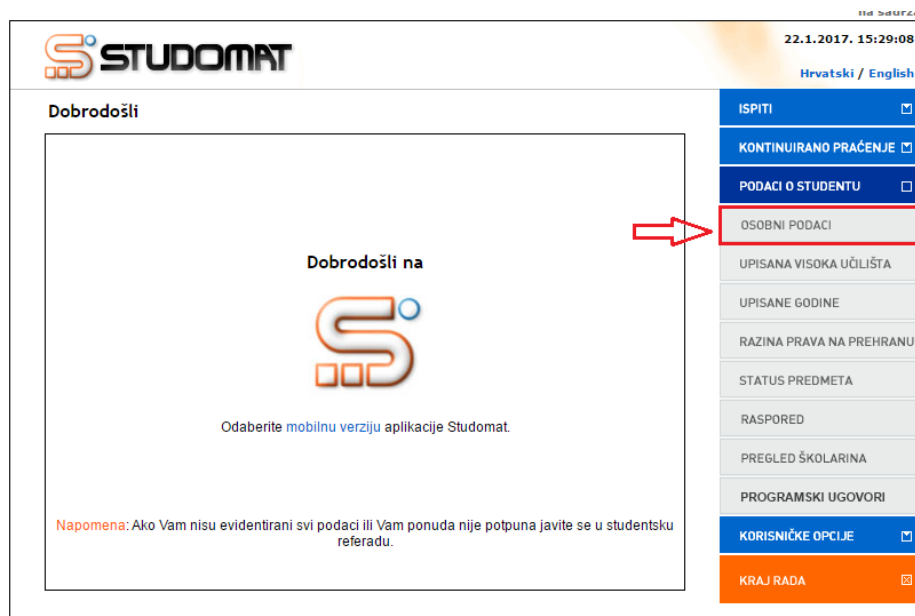 22.1.2017. 15:29:08
STUDOMAT
Hrvatski / English
Dobrodošli
Dobrodošli na
Odaberite mobilnu verziju aplikacije Studomat.
Napomena: Ako Vam nisu evidentirani svi podaci ili Vam ponuda nije potpuna javite se u studentsku
referadu.
ISPITI
KONTINUIRANO PRAĆENJE
PODACI O STUDENTU
OSOBNI PODACI
UPISANA VISOKA UČILIŠTA
UPISANE GODINE
RAZINA PRAVA NA PREHRANU
STATUS PREDMETA
RASPORED
PREGLED ŠKOLARINA
PROGRAMSKI UGOVORI
KORISNIČKE OPCIJE
KRAJ RADA